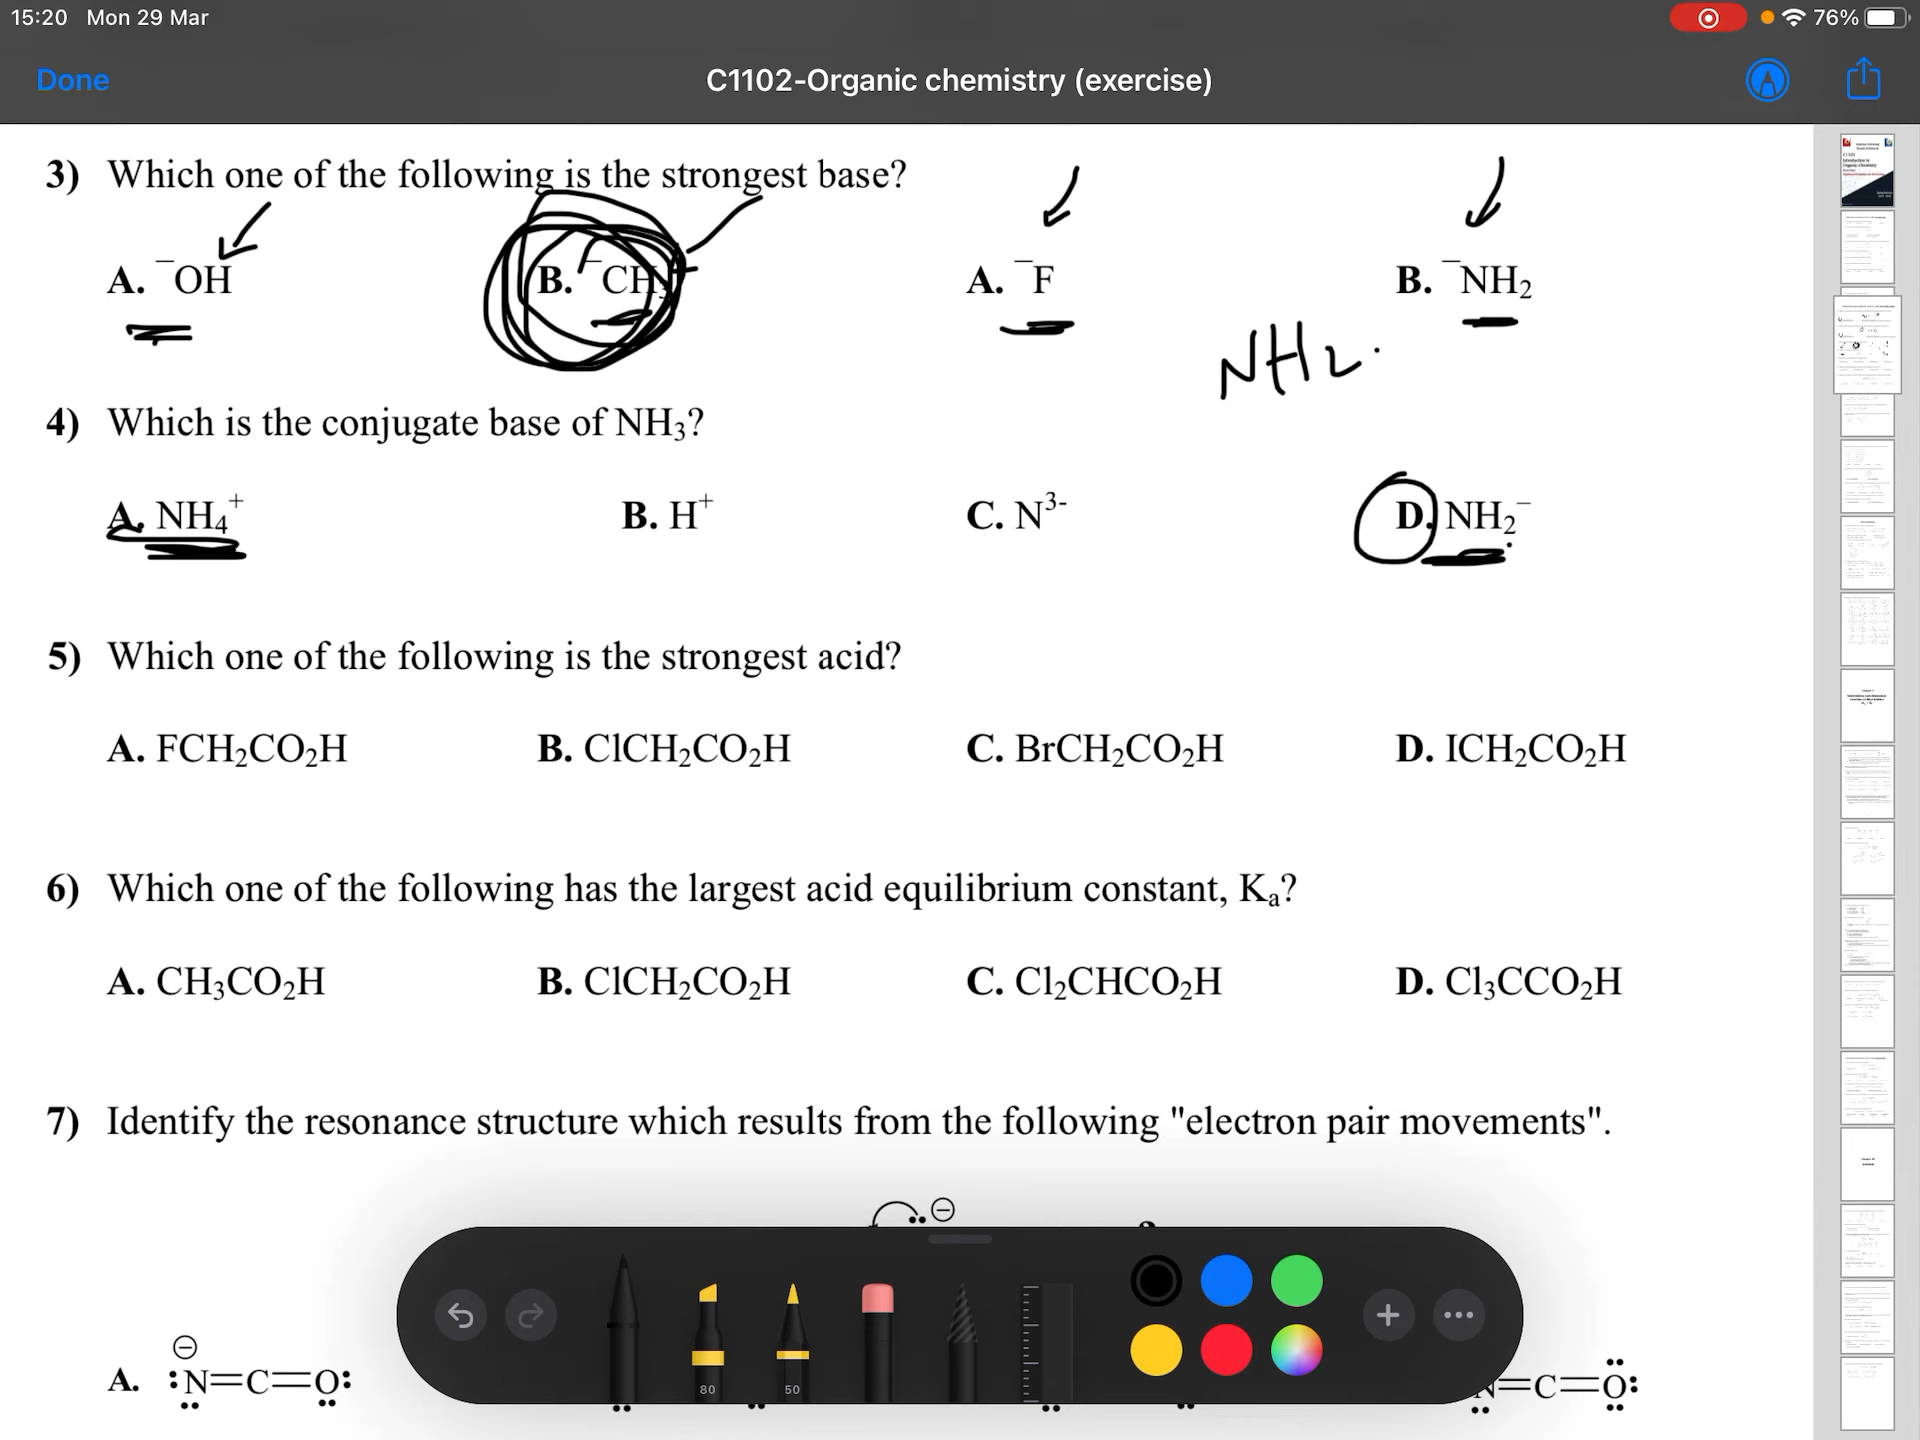 15:20 Mon 29 Mar 76%
Done C1102-Organic chemistry (exercise)
3) Which one of the following is the strongest base?
A. ⁻OH B. ⁻CH₃ A. ⁻F B. ⁻NH₂
NH₂.
4) Which is the conjugate base of NH₃?
A. NH₄⁺ B. H⁺ C. N³⁻ D. NH₂⁻
5) Which one of the following is the strongest acid?
A. FCH₂CO₂H B. ClCH₂CO₂H C. BrCH₂CO₂H D. ICH₂CO₂H
6) Which one of the following has the largest acid equilibrium constant, Kₐ?
A. CH₃CO₂H B. ClCH₂CO₂H C. Cl₂CHCO₂H D. Cl₃CCO₂H
7) Identify the resonance structure which results from the following "electron pair movements".
80 50
A. :N=C=O: N=C=O: